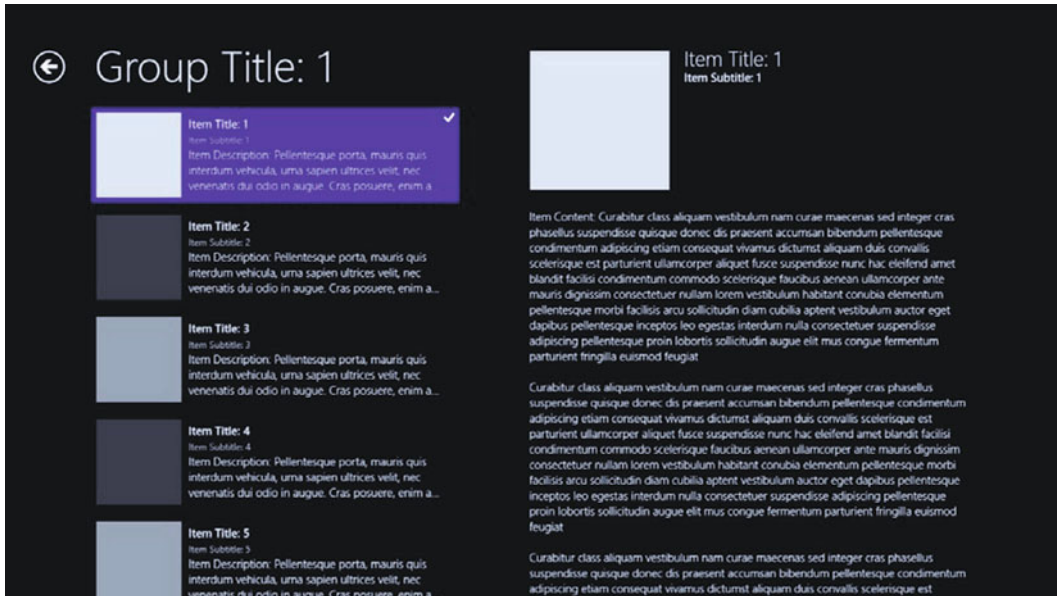 Group Title: 1
Item Title: 1
Item Subtitle: 1
Item Description: Pellentesque porta, mauris quis
interdum vehicula, urna sapien ultrices velit, nec
venenatis dui odio in augue. Cras posuere, enim a
Item Title: 2
Item Subtitle: 2
Item Description: Pellentesque porta, mauris quis
interdum vehicula, urna sapien ultrices velit, nec
venenatis dui odio in augue. Cras posuere, enim a...
Item Title: 3
Item Subtitle: 3
Item Description: Pellentesque porta, mauris quis
interdum vehicula, urna sapien ultrices velit, nec
venenatis dui odio in augue. Cras posuere, enim a...
Item Title: 4
Item Subtitle: 4
Item Description: Pellentesque porta, mauris quis
interdum vehicula, urna sapien ultrices velit, nec
venenatis dui odio in augue. Cras posuere, enim a...
Item Title: 5
Item Subtitle: 5
Item Description: Pellentesque porta, mauris quis
interdum vehicula, urna sapien ultrices velit, nec
venenatis dui odio in augue. Cras posuere, enim a...
Item Title: 1
Item Subtitle: 1
Item Content: Curabitur class aliquam vestibulum nam curae maecenas sed integer cras
phasellus suspendisse quisque donec dis praesent accumsan bibendum pellentesque
condimentum adipiscing etiam consequat vivamus dictumst aliquam duis convallis
scelerisque est parturient ullamcorper aliquet fusce suspendisse nunc hac eleifend amet
blandit facilisi condimentum commodo scelerisque faucibus aenean ullamcorper ante
mauris dignissim consectetuer nullam lorem vestibulum habitant conubia elementum
pellentesque morbi facilisis arcu sollicitudin diam cubilia aptent vestibulum auctor eget
dapibus pellentesque inceptos leo egestas interdum nulla consectetuer suspendisse
adipiscing pellentesque proin lobortis sollicitudin augue elit mus congue fermentum
parturient fringilla euismod feugiat
Curabitur class aliquam vestibulum nam curae maecenas sed integer cras phasellus
suspendisse quisque donec dis praesent accumsan bibendum pellentesque condimentum
adipiscing etiam consequat vivamus dictumst aliquam duis convallis scelerisque est
parturient ullamcorper aliquet fusce suspendisse nunc hac eleifend amet blandit facilisi
condimentum commodo scelerisque faucibus aenean ullamcorper ante mauris dignissim
consectetuer nullam lorem vestibulum habitant conubia elementum pellentesque morbi
facilisis arcu sollicitudin diam cubilia aptent vestibulum auctor eget dapibus pellentesque
inceptos leo egestas interdum nulla consectetuer suspendisse adipiscing pellentesque
proin lobortis sollicitudin augue elit mus congue fermentum parturient fringilla euismod
feugiat
Curabitur class aliquam vestibulum nam curae maecenas sed integer cras phasellus
suspendisse quisque donec dis praesent accumsan bibendum pellentesque condimentum
adipiscing etiam consequat vivamus dictumst aliquam duis convallis scelerisque est